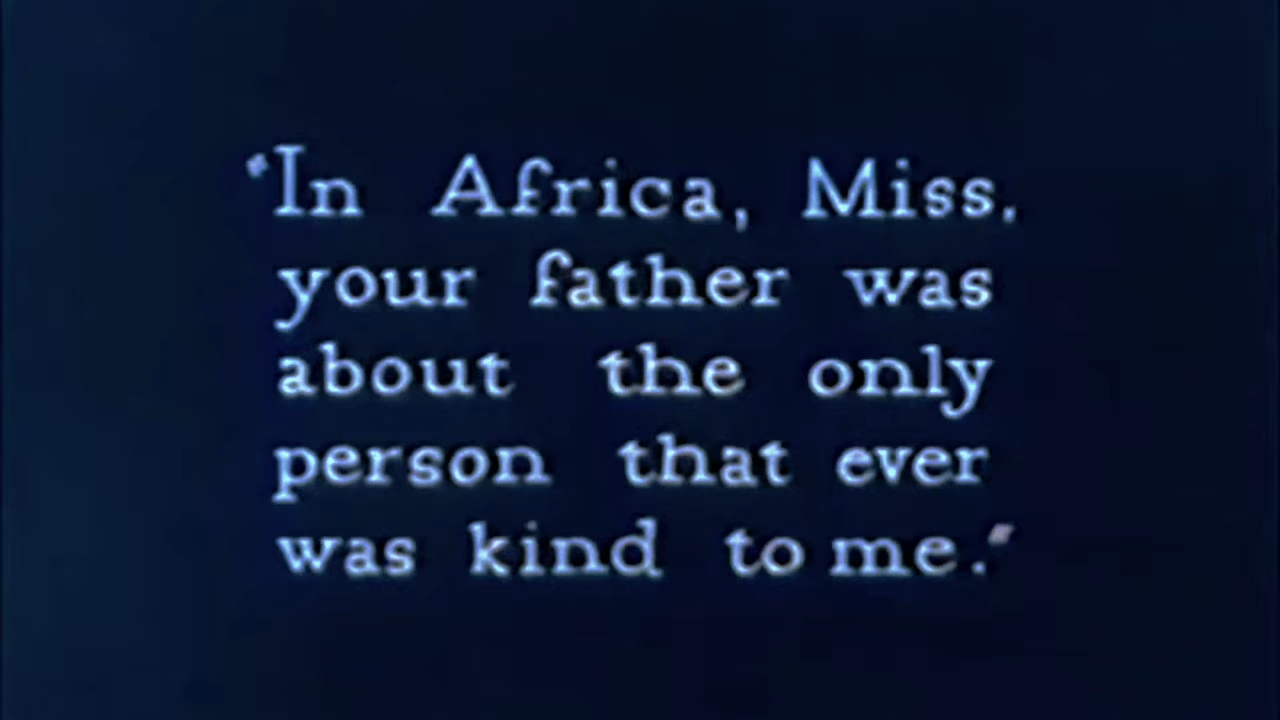 "In Africa, Miss,
your father was
about the only
person that ever
was kind to me."